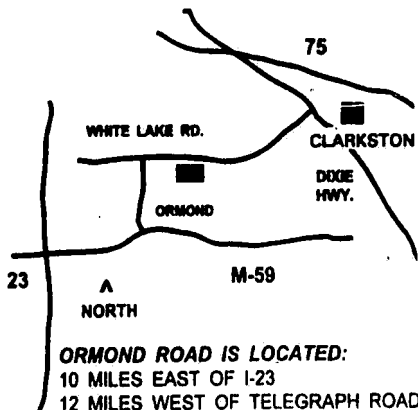 75
WHITE LAKE RD.
CLARKSTON
DIXIE
HWY.
ORMOND
23
M-59
^
NORTH
ORMOND ROAD IS LOCATED:
10 MILES EAST OF I-23
12 MILES WEST OF TELEGRAPH ROAD